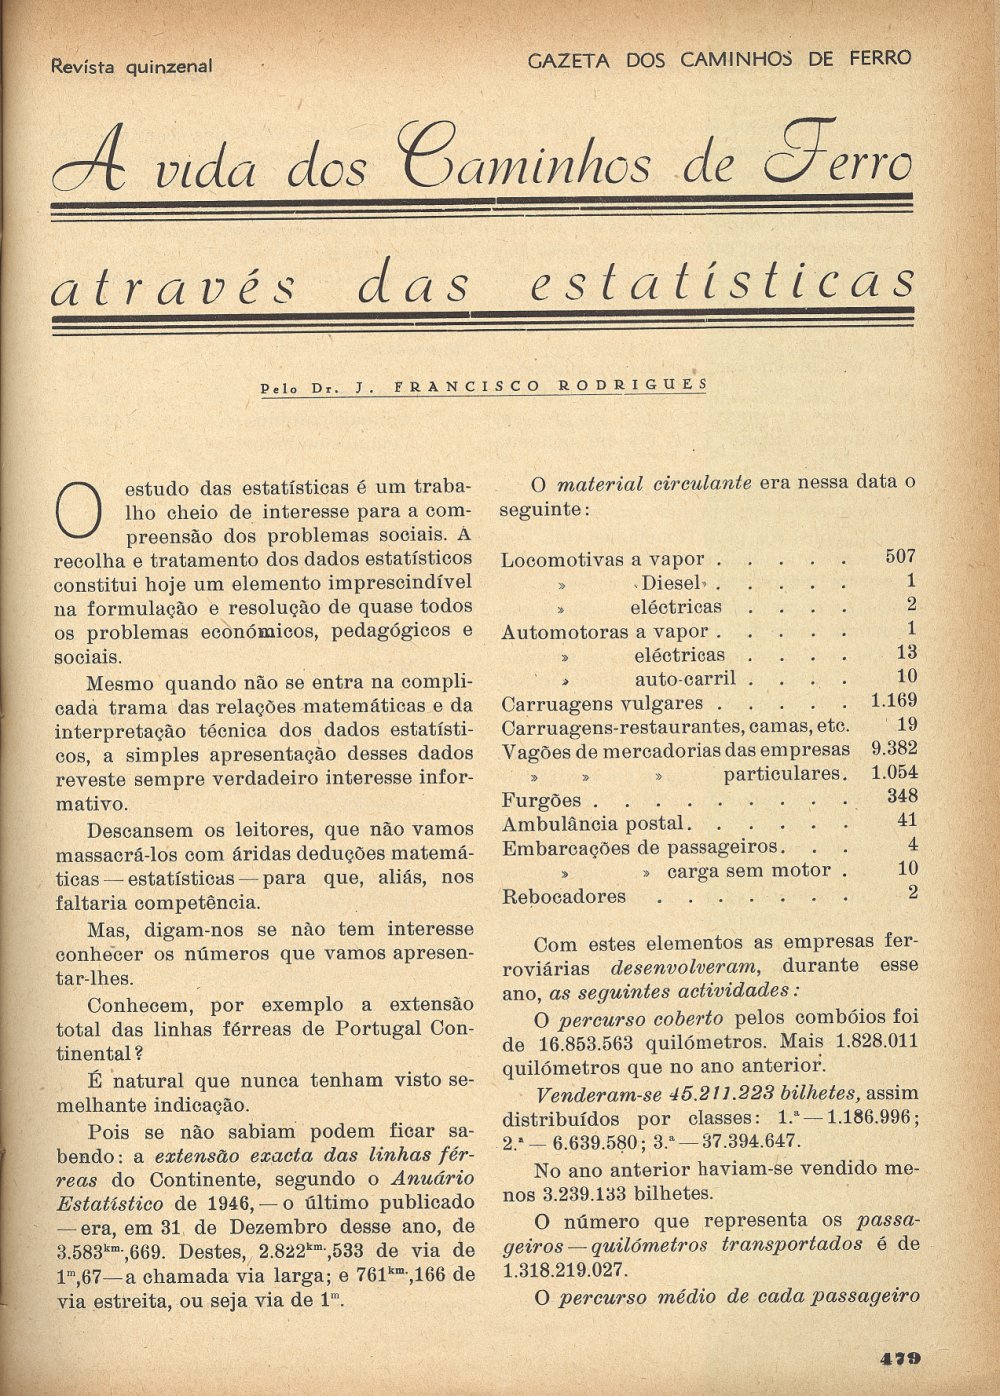 Revista quinzenal
GAZETA DOS CAMINHOS DE FERRO
A vida dos Caminhos de Ferro
através das estatísticas
Pelo Dr. J. FRANCISCO RODRIGUES
O estudo das estatísticas é um traba-
lho cheio de interesse para a com-
preensão dos problemas sociais. A
recolha e tratamento dos dados estatísticos
constitui hoje um elemento imprescindível
na formulação e resolução de quase todos
os problemas económicos, pedagógicos e
sociais.
Mesmo quando não se entra na compli-
cada trama das relações matemáticas e da
interpretação técnica dos dados estatísti-
cos, a simples apresentação desses dados
reveste sempre verdadeiro interesse infor-
mativo.
Descansem os leitores, que não vamos
massacrá-los com áridas deduções matemá-
ticas — estatísticas — para que, aliás, nos
faltaria competência.
Mas, digam-nos se não tem interesse
conhecer os números que vamos apresen-
tar-lhes.
Conhecem, por exemplo a extensão
total das linhas férreas de Portugal Con-
tinental?
É natural que nunca tenham visto se-
melhante indicação.
Pois se não sabiam podem ficar sa-
bendo: a extensão exacta das linhas fér-
reas do Continente, segundo o Anuário
Estatístico de 1946, — o último publicado
— era, em 31 de Dezembro desse ano, de
3.583km.,669. Destes, 2.822km.,533 de via de
1m,67—a chamada via larga; e 761km.,166 de
via estreita, ou seja via de 1m.
O material circulante era nessa data o
seguinte:
Locomotivas a vapor . . . . . 507
» Diesel . . . . . 1
» eléctricas . . . . 2
Automotoras a vapor . . . . . 1
» eléctricas . . . . 13
» auto-carril . . . . 10
Carruagens vulgares . . . . . 1.169
Carruagens-restaurantes, camas, etc. 19
Vagões de mercadorias das empresas 9.382
» » » particulares. 1.054
Furgões . . . . . . . . . 348
Ambulância postal. . . . . . 41
Embarcações de passageiros. . . 4
» » carga sem motor . 10
Rebocadores . . . . . . . 2
Com estes elementos as empresas fer-
roviárias desenvolveram, durante esse
ano, as seguintes actividades:
O percurso coberto pelos combóios foi
de 16.853.563 quilómetros. Mais 1.828.011
quilómetros que no ano anterior.
Venderam-se 45.211.223 bilhetes, assim
distribuídos por classes: 1.ª — 1.186.996;
2.ª — 6.639.580; 3.ª — 37.394.647.
No ano anterior haviam-se vendido me-
nos 3.239.133 bilhetes.
O número que representa os passa-
geiros — quilómetros transportados é de
1.318.219.027.
O percurso médio de cada passageiro
479